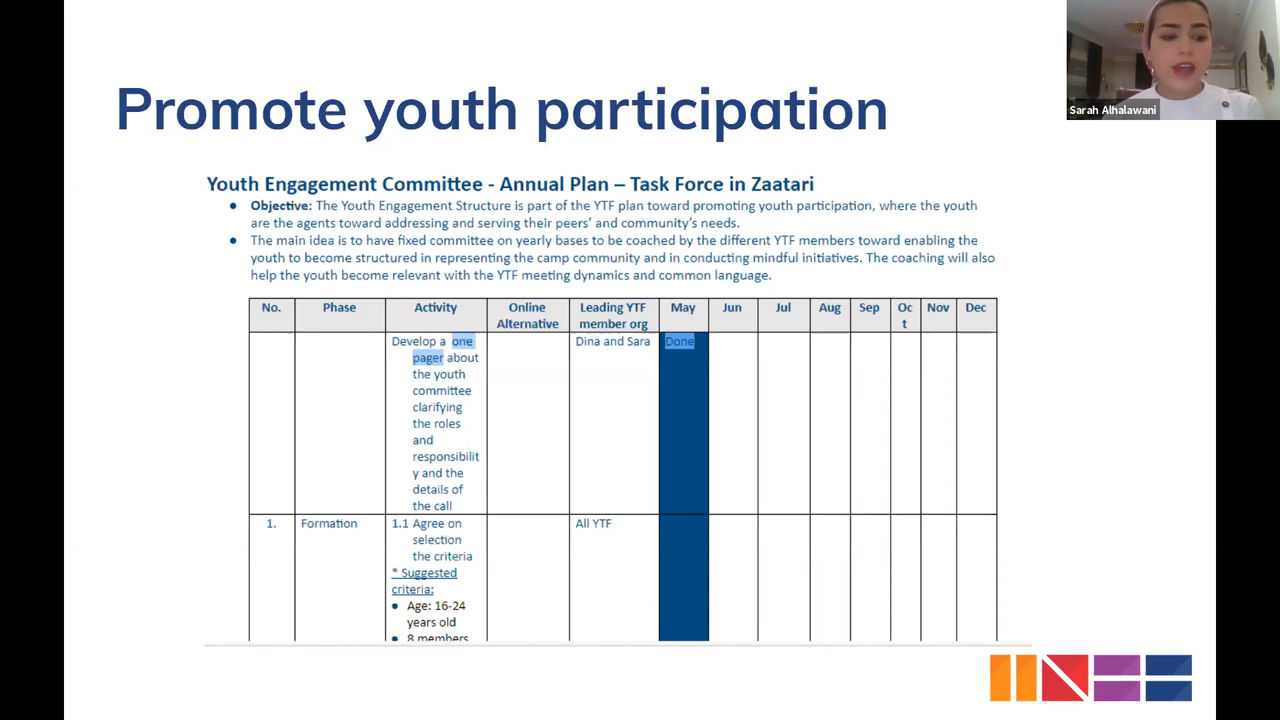 Sarah Alhalawani
Promote youth participation
Youth Engagement Committee - Annual Plan – Task Force in Zaatari
● Objective: The Youth Engagement Structure is part of the YTF plan toward promoting youth participation, where the youth
are the agents toward addressing and serving their peers’ and community’s needs.
● The main idea is to have fixed committee on yearly bases to be coached by the different YTF members toward enabling the
youth to become structured in representing the camp community and in conducting mindful initiatives. The coaching will also
help the youth become relevant with the YTF meeting dynamics and common language.
No. Phase Activity Online Leading YTF May Jun Jul Aug Sep Oc Nov Dec
Alternative member org t
Develop a one Dina and Sara Done
pager about
the youth
committee
clarifying
the roles
and
responsibilit
y and the
details of
the call
1. Formation 1.1 Agree on All YTF
selection
the criteria
* Suggested
criteria:
● Age: 16-24
years old
● 8 members
INEE